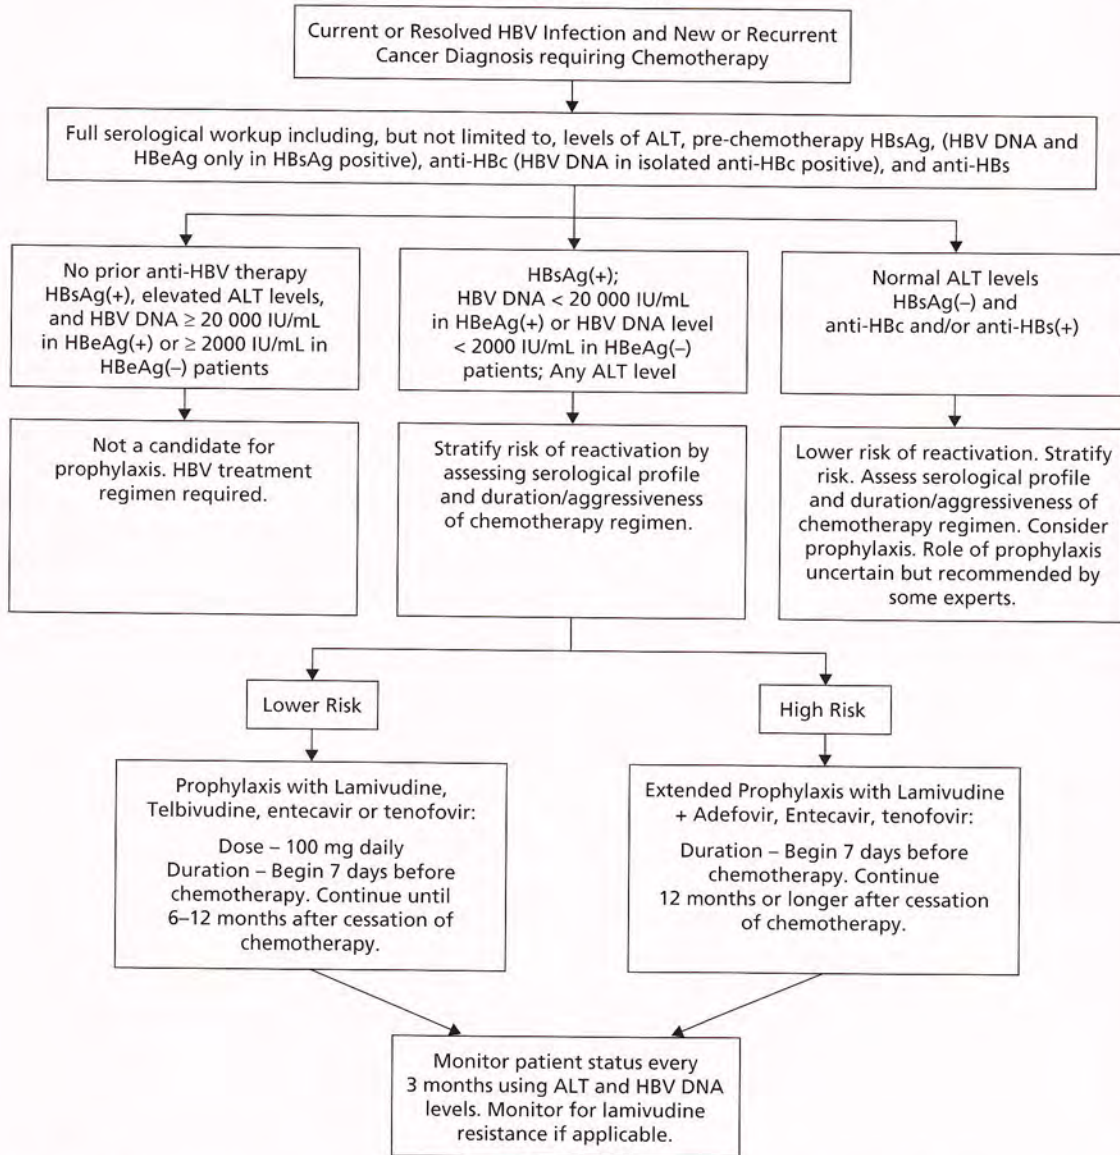 Current or Resolved HBV Infection and New or Recurrent
Cancer Diagnosis requiring Chemotherapy
Full serological workup including, but not limited to, levels of ALT, pre-chemotherapy HBsAg, (HBV DNA and
HBeAg only in HBsAg positive), anti-HBc (HBV DNA in isolated anti-HBc positive), and anti-HBs
No prior anti-HBV therapy
HBsAg(+), elevated ALT levels,
and HBV DNA ≥ 20 000 IU/mL
in HBeAg(+) or ≥ 2000 IU/mL in
HBeAg(–) patients
HBsAg(+);
HBV DNA < 20 000 IU/mL
in HBeAg(+) or HBV DNA level
< 2000 IU/mL in HBeAg(–)
patients; Any ALT level
Normal ALT levels
HBsAg(–) and
anti-HBc and/or anti-HBs(+)
Not a candidate for
prophylaxis. HBV treatment
regimen required.
Stratify risk of reactivation by
assessing serological profile
and duration/aggressiveness
of chemotherapy regimen.
Lower risk of reactivation. Stratify
risk. Assess serological profile
and duration/aggressiveness of
chemotherapy regimen. Consider
prophylaxis. Role of prophylaxis
uncertain but recommended by
some experts.
Lower Risk
High Risk
Prophylaxis with Lamivudine,
Telbivudine, entecavir or tenofovir:
Dose – 100 mg daily
Duration – Begin 7 days before
chemotherapy. Continue until
6–12 months after cessation of
chemotherapy.
Extended Prophylaxis with Lamivudine
+ Adefovir, Entecavir, tenofovir:
Duration – Begin 7 days before
chemotherapy. Continue
12 months or longer after cessation
of chemotherapy.
Monitor patient status every
3 months using ALT and HBV DNA
levels. Monitor for lamivudine
resistance if applicable.